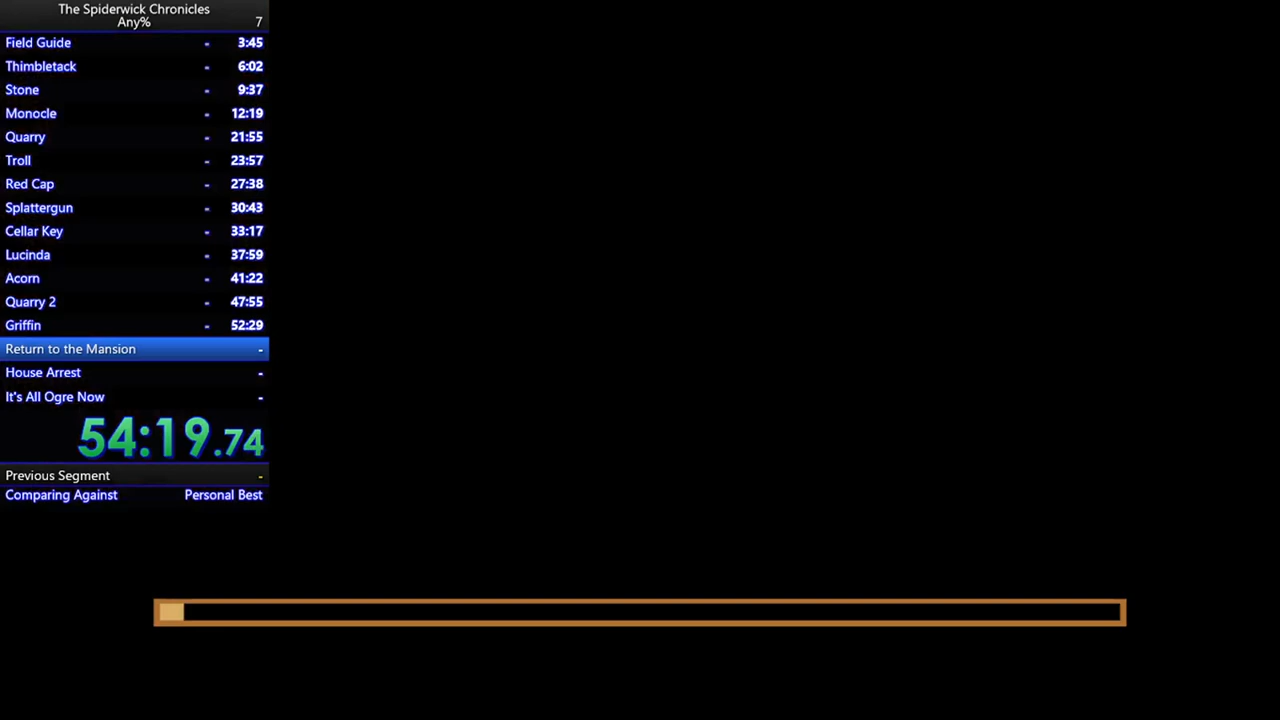 The Spiderwick Chronicles
Any% 7
Field Guide - 3:45
Thimbletack - 6:02
Stone - 9:37
Monocle - 12:19
Quarry - 21:55
Troll - 23:57
Red Cap - 27:38
Splattergun - 30:43
Cellar Key - 33:17
Lucinda - 37:59
Acorn - 41:22
Quarry 2 - 47:55
Griffin - 52:29
Return to the Mansion -
House Arrest -
It's All Ogre Now -
54:19.74
Previous Segment -
Comparing Against Personal Best